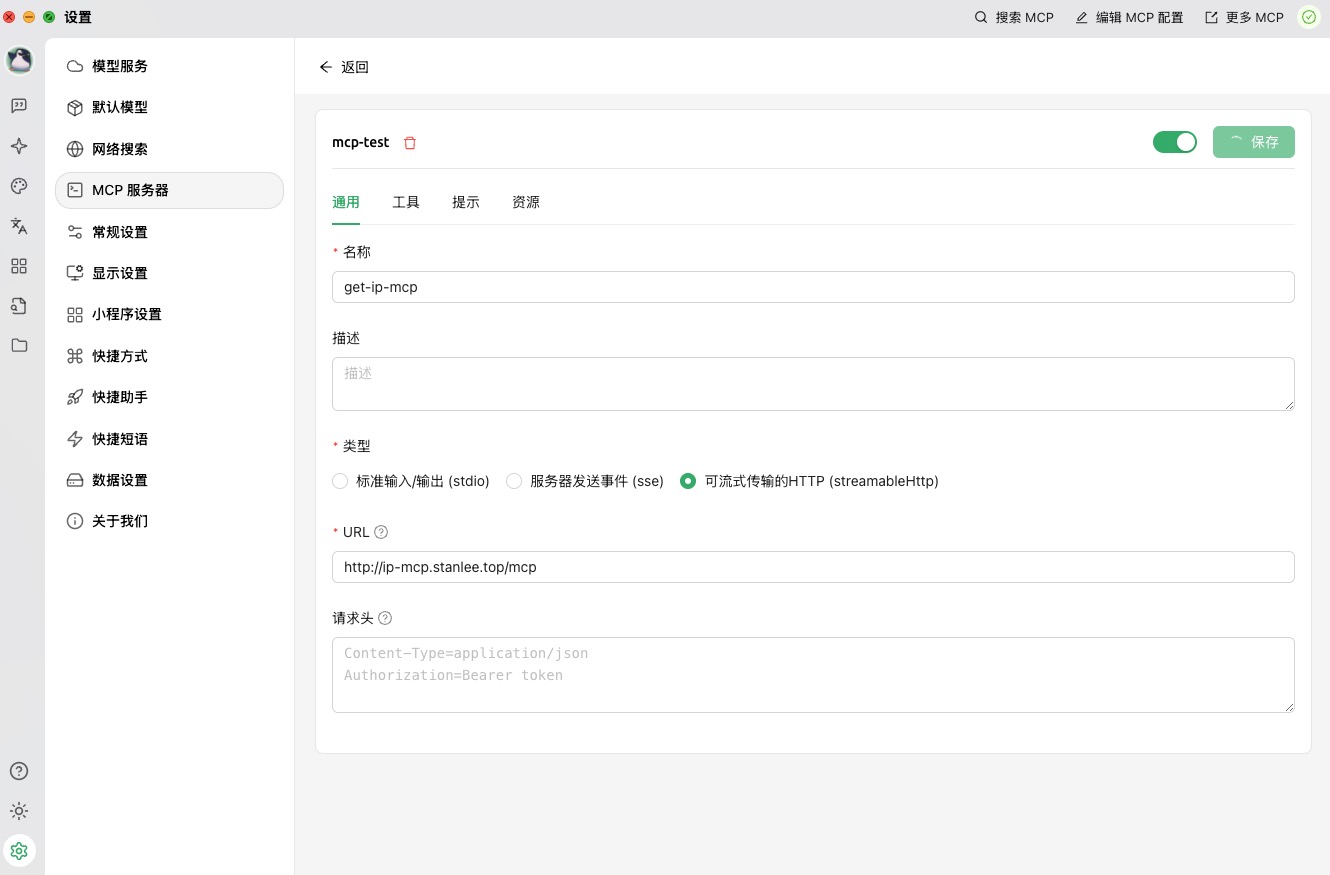 设置
搜索 MCP
编辑 MCP 配置
更多 MCP
模型服务
默认模型
网络搜索
MCP 服务器
常规设置
显示设置
小程序设置
快捷方式
快捷助手
快捷短语
数据设置
关于我们
返回
mcp-test
保存
通用
工具
提示
资源
* 名称
get-ip-mcp
描述
描述
* 类型
标准输入/输出 (stdio)
服务器发送事件 (sse)
可流式传输的HTTP (streamableHttp)
* URL
http://ip-mcp.stanlee.top/mcp
请求头
Content-Type=application/json
Authorization=Bearer token